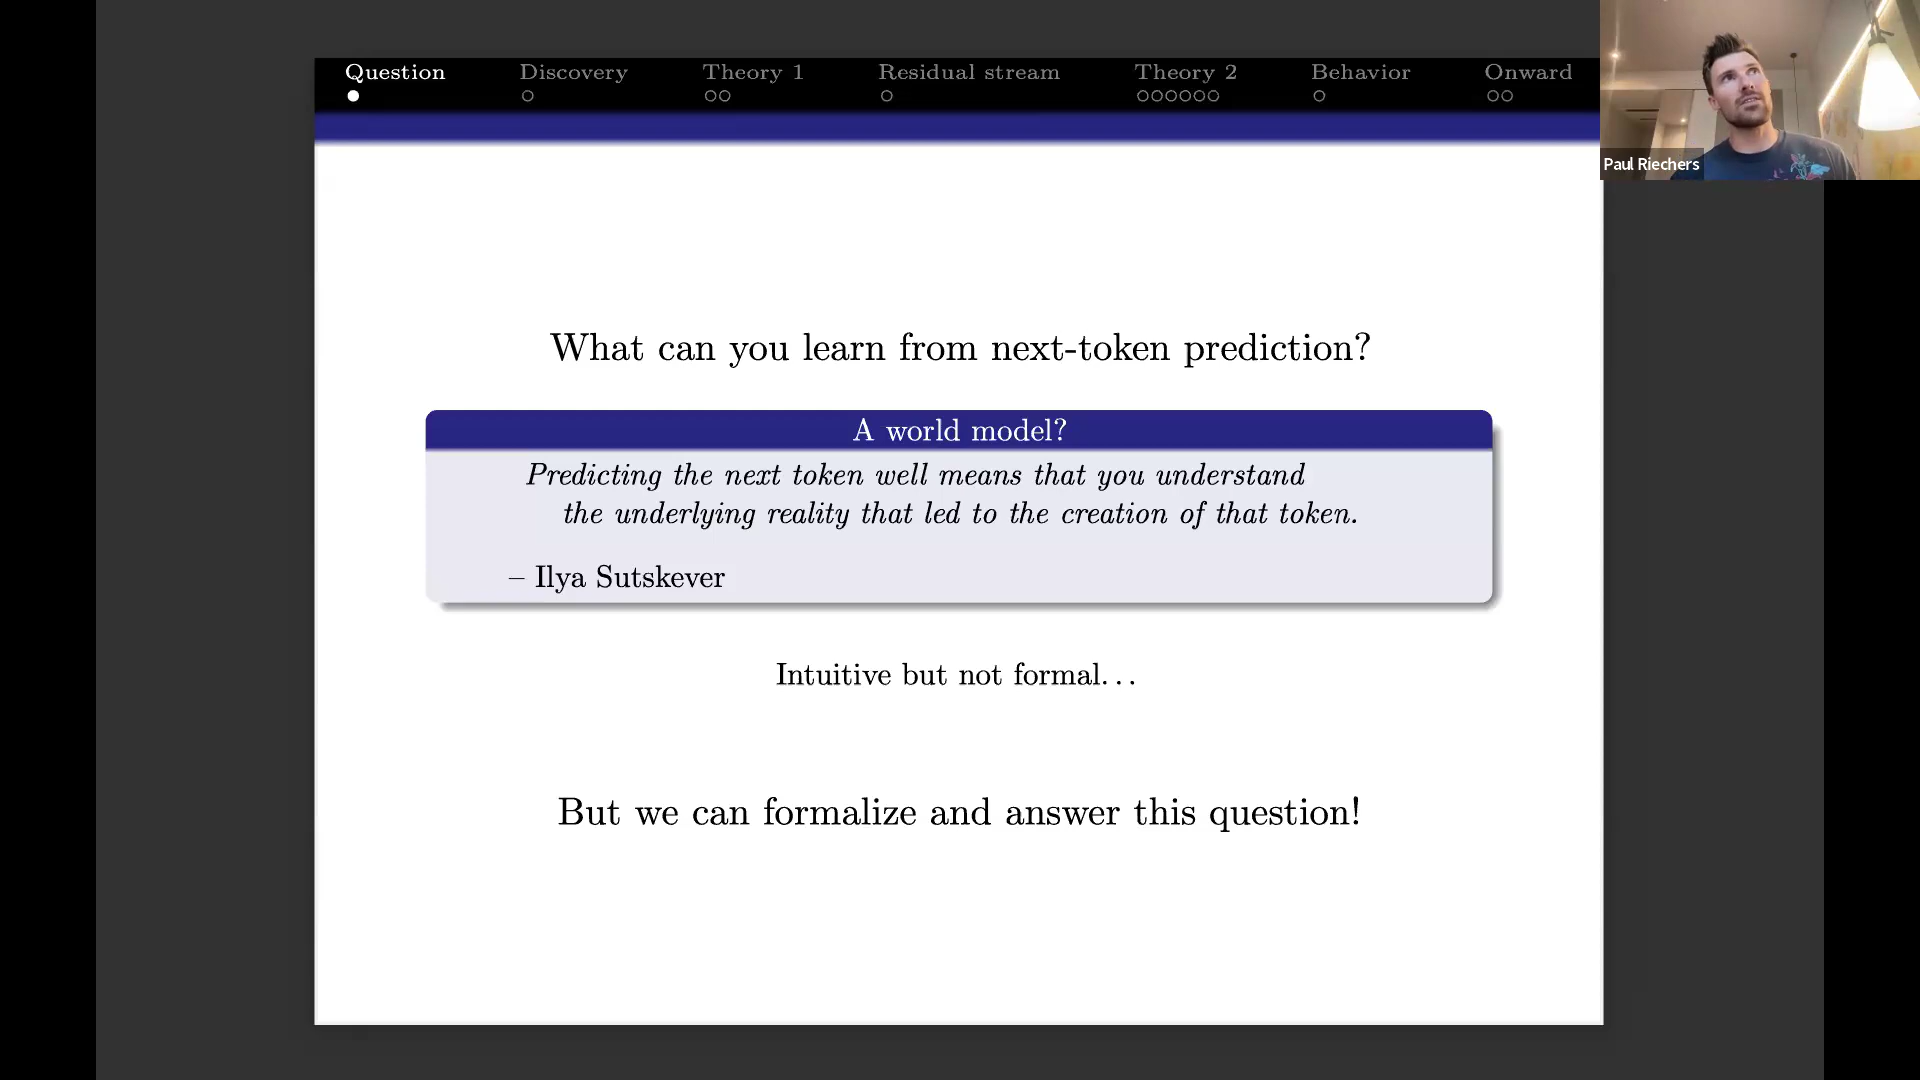 Question Discovery Theory 1 Residual stream Theory 2 Behavior Onward
Paul Riechers
What can you learn from next-token prediction?
A world model?
Predicting the next token well means that you understand
the underlying reality that led to the creation of that token.
– Ilya Sutskever
Intuitive but not formal...
But we can formalize and answer this question!